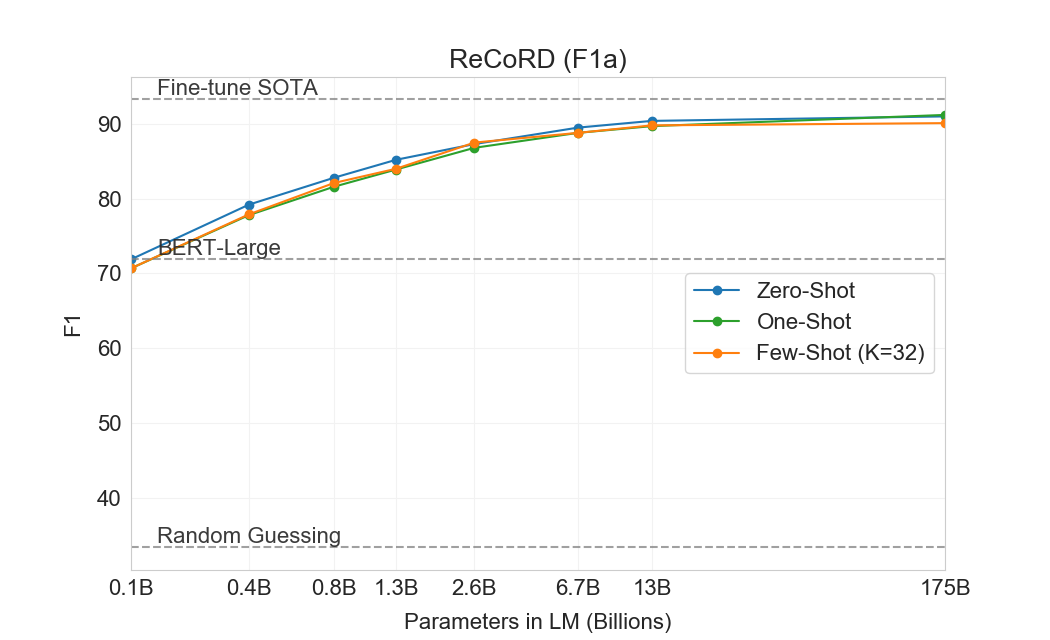 ReCoRD (F1a)
Fine-tune SOTA
90
80
BERT-Large
70
Zero-Shot
One-Shot
Few-Shot (K=32)
F1
60
50
40
Random Guessing
0.1B 0.4B 0.8B 1.3B 2.6B 6.7B 13B 175B
Parameters in LM (Billions)